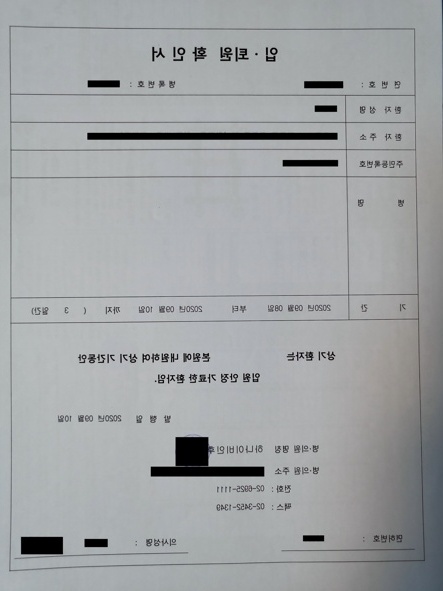 입·퇴원 확인서
연 번 호 : 병록번호 :
환 자 성 명
환 자 주 소
주민등록번호
병 명
기 간 2020년 09월 08일 부터 2020년 09월 10일 까지 ( 3 일간)
상기 환자는 본원에 내원하여 상기 기간동안
입원 안정 가료한 환자임.
발 행 일 2020년 09월 10일
병·의원 명칭 하나이비인후
병·의원 주소
전화 : 02-6925-1111
팩스 : 02-3452-1349
면허번호 : 의사성명 :